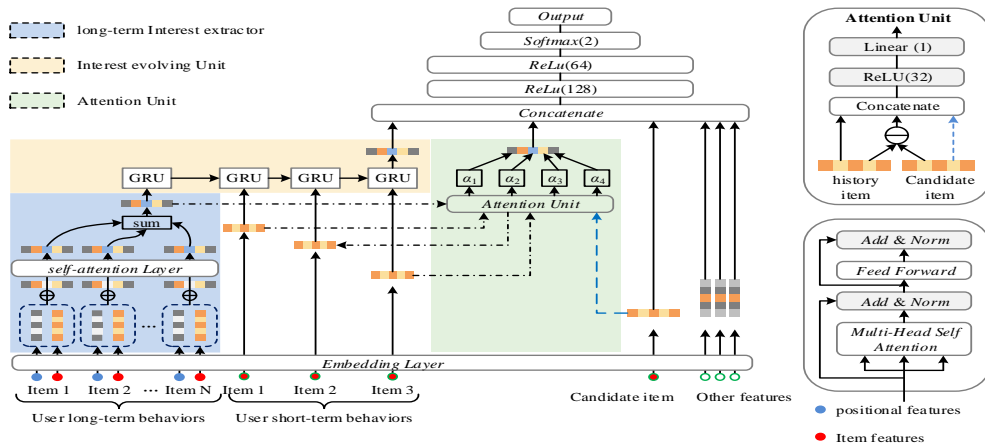 long-term Interest extractor
Interest evolving Unit
Attention Unit
Output
Softmax(2)
ReLu(64)
ReLu(128)
Concatenate
GRU
GRU
GRU
GRU
α1
α2
α3
α4
Attention Unit
sum
self-attention Layer
...
Embedding Layer
Item 1
Item 2
...
Item N
Item 1
Item 2
Item 3
Candidate item
Other features
User long-term behaviors
User short-term behaviors
Attention Unit
Linear (1)
ReLU(32)
Concatenate
history
item
Candidate
item
Add & Norm
Feed Forward
Add & Norm
Multi-Head Self
Attention
positional features
Item features